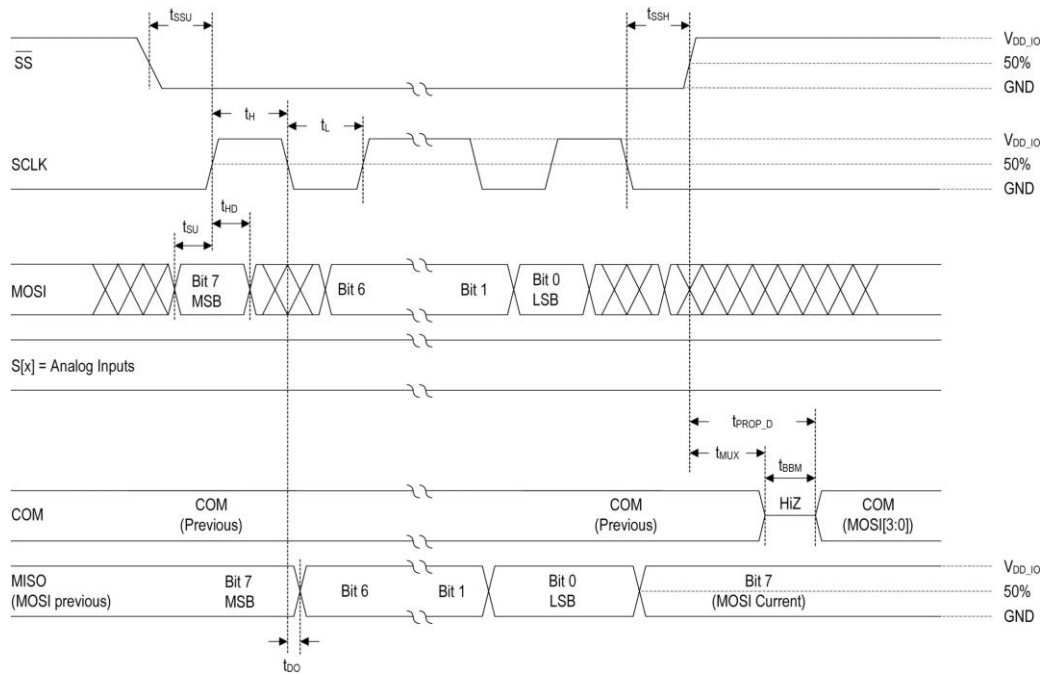 tSSU
tSSH
SS
VDD_IO
50%
GND
tH
tL
SCLK
VDD_IO
50%
GND
tSU
tHD
MOSI
Bit 7
MSB
Bit 6
Bit 1
Bit 0
LSB
S[x] = Analog Inputs
tPROP_D
tMUX
tBBM
COM
COM
(Previous)
COM
(Previous)
HiZ
COM
(MOSI[3:0])
MISO
(MOSI previous)
Bit 7
MSB
Bit 6
Bit 1
Bit 0
LSB
Bit 7
(MOSI Current)
VDD_IO
50%
GND
tDO